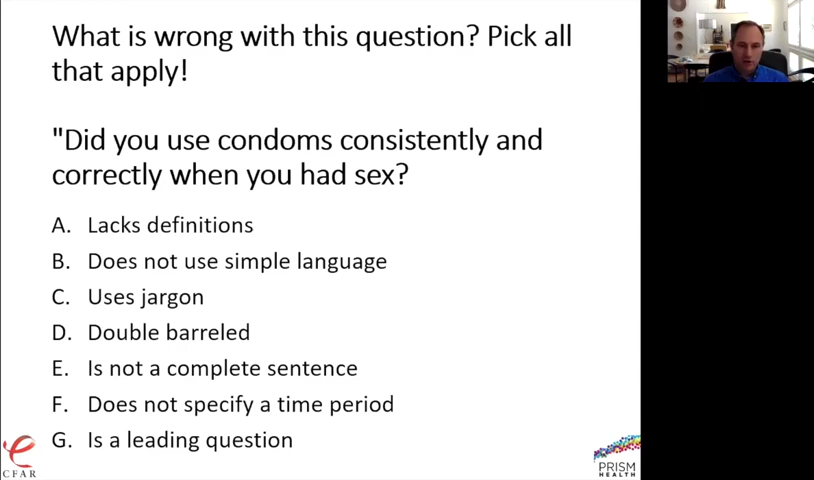 What is wrong with this question? Pick all
that apply!
"Did you use condoms consistently and
correctly when you had sex?
A. Lacks definitions
B. Does not use simple language
C. Uses jargon
D. Double barreled
E. Is not a complete sentence
F. Does not specify a time period
G. Is a leading question
CFAR
PRISM
HEALTH